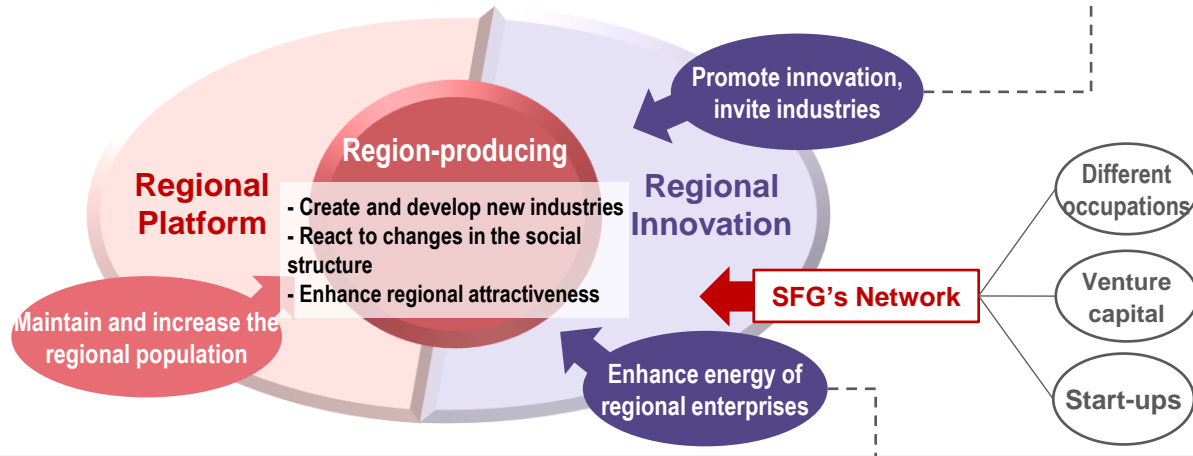 Promote innovation,
invite industries
Region-producing
Regional
Platform
- Create and develop new industries
- React to changes in the social
structure
- Enhance regional attractiveness
Regional
Innovation
Different
occupations
SFG's Network
Venture
capital
Maintain and increase the
regional population
Enhance energy of
regional enterprises
Start-ups